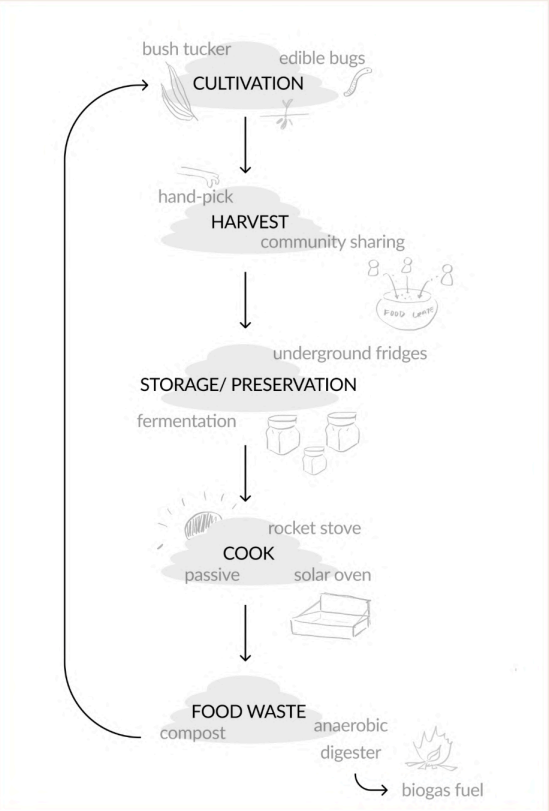 bush tucker
edible bugs
CULTIVATION
hand-pick
HARVEST
community sharing
FOOD
underground fridges
STORAGE/ PRESERVATION
fermentation
rocket stove
COOK
passive
solar oven
FOOD WASTE
compost
anaerobic
digester
biogas fuel